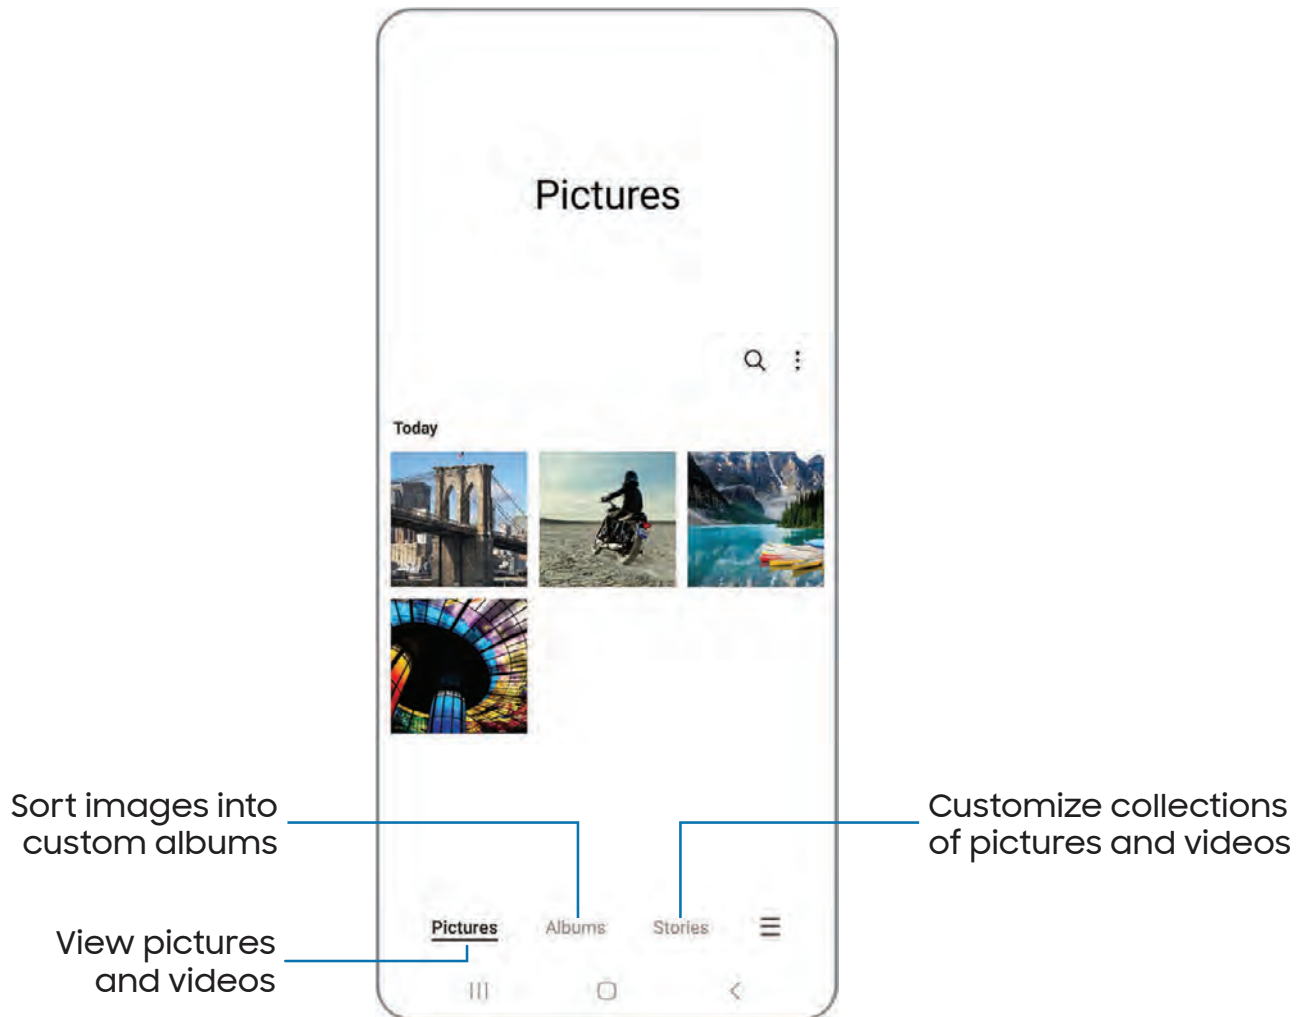 Pictures
Today
Sort images into
custom albums
Customize collections
of pictures and videos
Pictures Albums Stories
View pictures
and videos